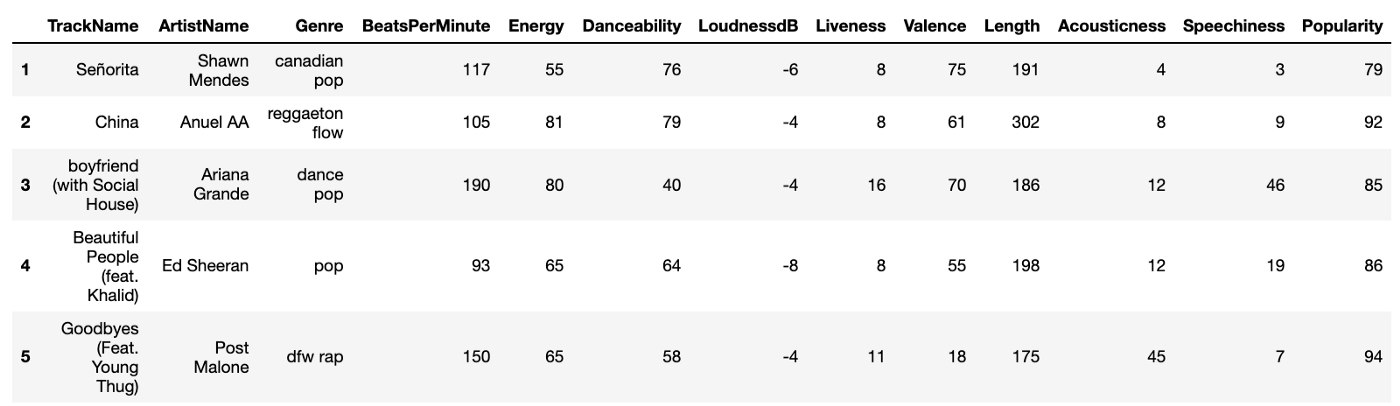 TrackName ArtistName Genre BeatsPerMinute Energy Danceability LoudnessdB Liveness Valence Length Acousticness Speechiness Popularity
1 Señorita Shawn Mendes canadian pop 117 55 76 -6 8 75 191 4 3 79
2 China Anuel AA reggaeton flow 105 81 79 -4 8 61 302 8 9 92
3 boyfriend (with Social House) Ariana Grande dance pop 190 80 40 -4 16 70 186 12 46 85
4 Beautiful People (feat. Khalid) Ed Sheeran pop 93 65 64 -8 8 55 198 12 19 86
5 Goodbyes (Feat. Young Thug) Post Malone dfw rap 150 65 58 -4 11 18 175 45 7 94